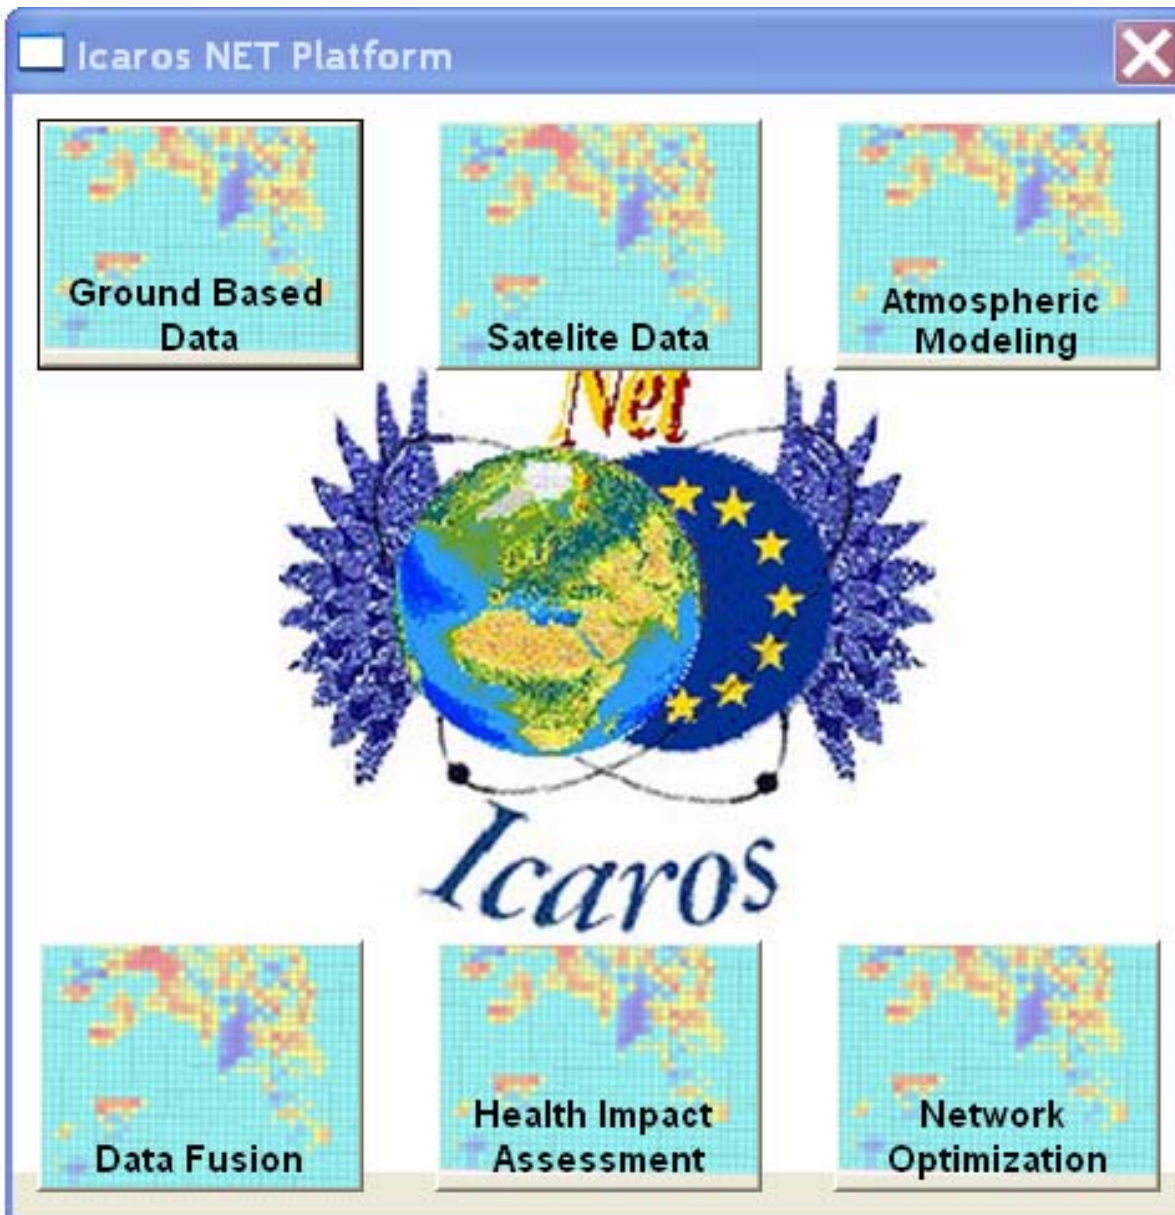 Icaros NET Platform
Ground Based
Data
Satelite Data
Atmospheric
Modeling
Net
Icaros
Data Fusion
Health Impact
Assessment
Network
Optimization